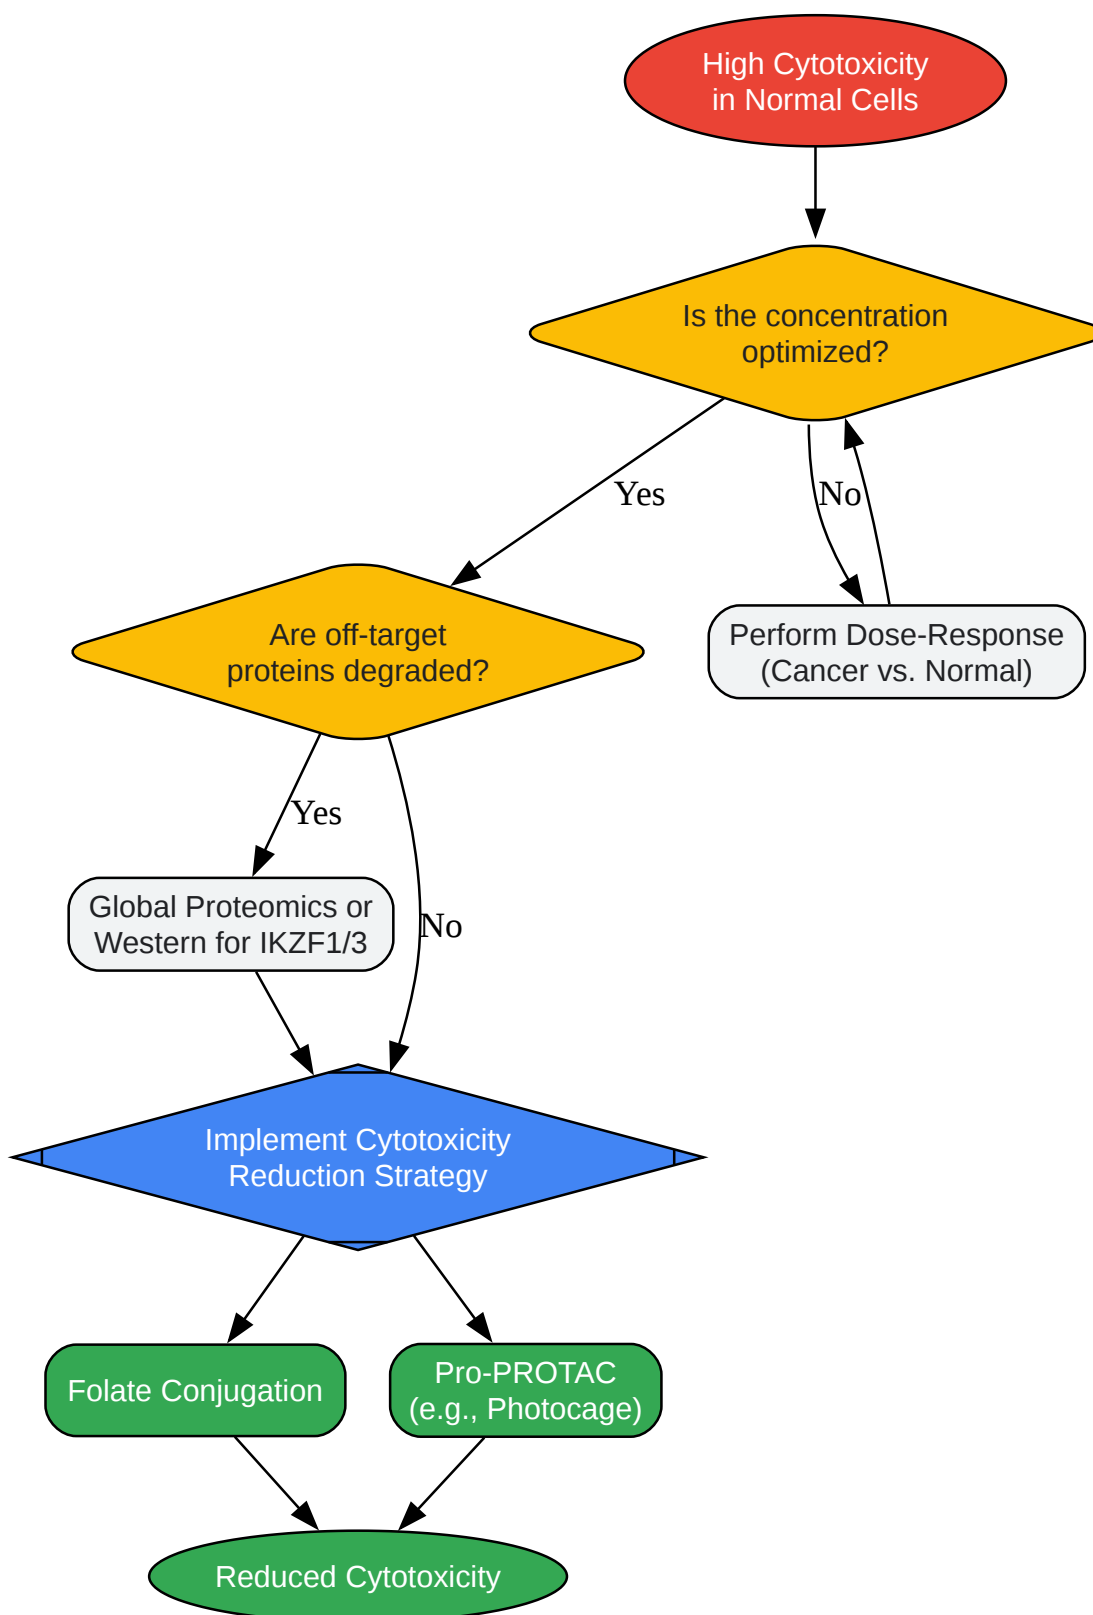 High Cytotoxicity
in Normal Cells
Is the concentration
optimized?
Yes
No
Are off-target
proteins degraded?
Perform Dose-Response
(Cancer vs. Normal)
Yes
Global Proteomics or
Western for IKZF1/3
No
Implement Cytotoxicity
Reduction Strategy
Folate Conjugation
Pro-PROTAC
(e.g., Photocage)
Reduced Cytotoxicity